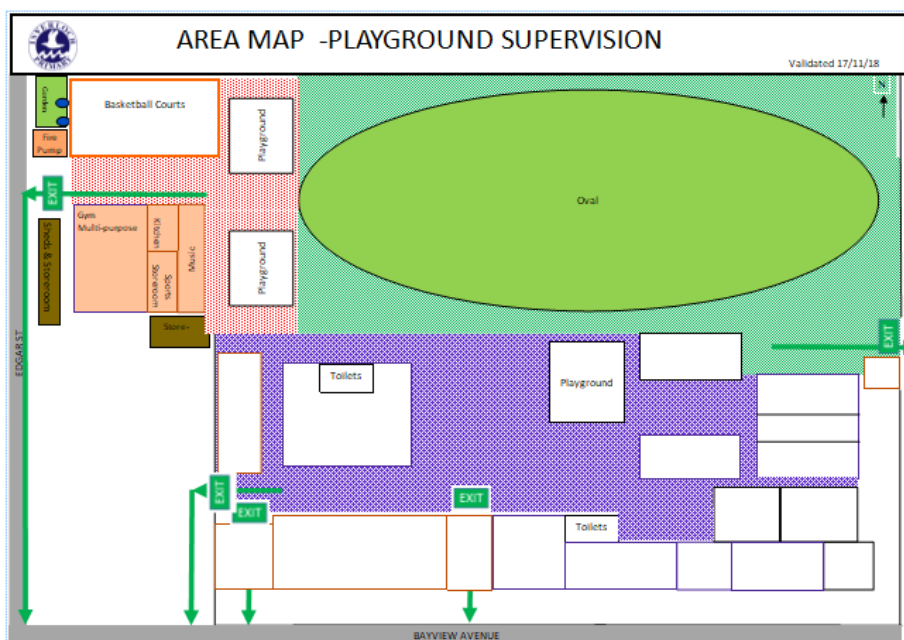 INVERLOCH
PRIMARY
AREA MAP -PLAYGROUND SUPERVISION
Validated 17/11/18
N
Garden
Basketball Courts
Playground
Fire
Pump
Oval
EXIT
Gym
Multi-purpose
Kitchen
Music
Sports
Storeroom
Playground
Sheds & Storeroom
Store-
EDGAR ST
EXIT
Toilets
Playground
EXIT
EXIT
EXIT
Toilets
BAYVIEW AVENUE